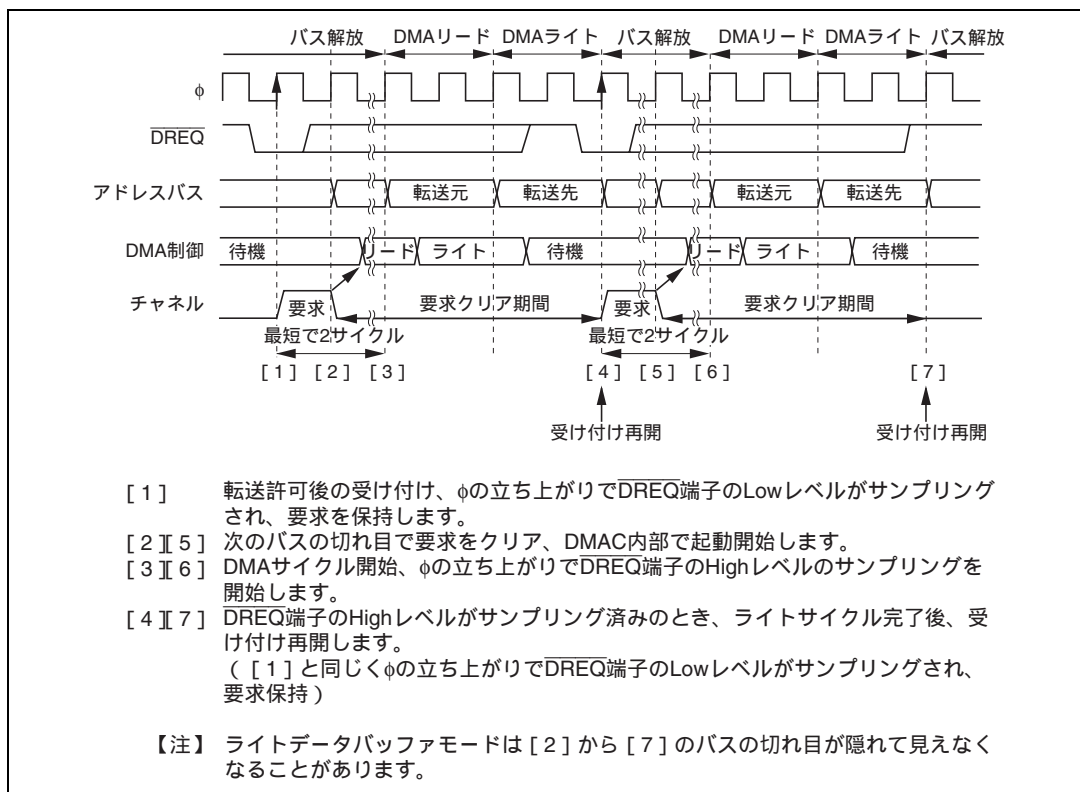 バス解放 DMAリード DMAライト バス解放 DMAリード DMAライト バス解放
φ
DREQ
アドレスバス 転送元 転送先 転送元 転送先
DMA制御 待機 リード ライト 待機 リード ライト 待機
チャネル 要求 要求クリア期間 要求 要求クリア期間
最短で2サイクル 最短で2サイクル
[1] [2] [3] [4] [5] [6] [7]
受け付け再開 受け付け再開
[1] 転送許可後の受け付け、φの立ち上がりでDREQ端子のLowレベルがサンプリング
され、要求を保持します。
[2][5] 次のバスの切れ目で要求をクリア、DMAC内部で起動開始します。
[3][6] DMAサイクル開始、φの立ち上がりでDREQ端子のHighレベルのサンプリングを
開始します。
[4][7] DREQ端子のHighレベルがサンプリング済みのとき、ライトサイクル完了後、受
け付け再開します。
([1]と同じくφの立ち上がりでDREQ端子のLowレベルがサンプリングされ、
要求保持)
【注】 ライトデータバッファモードは[2]から[7]のバスの切れ目が隠れて見えなく
なることがあります。